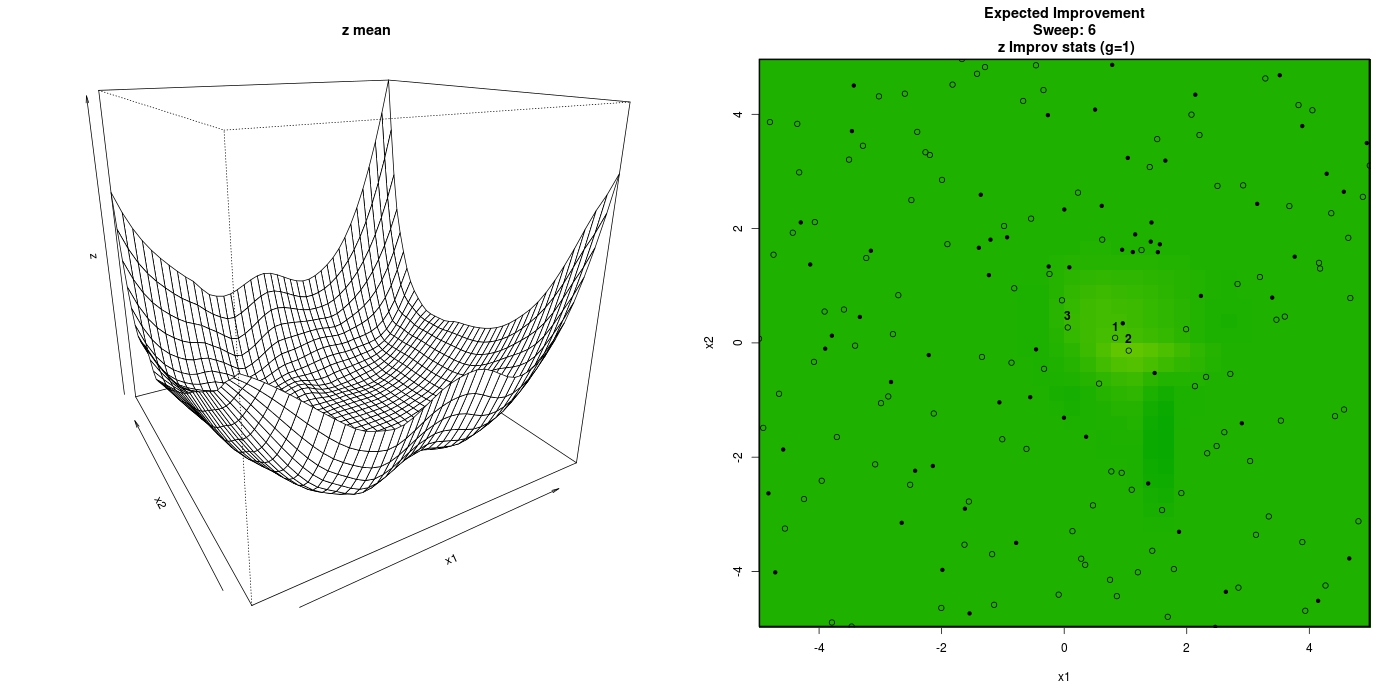 z mean
z
x2
x1
Expected Improvement
Sweep: 6
z Improv stats (g=1)
4
2
0
-2
-4
x2
3
1
2
-4
-2
0
2
4
x1